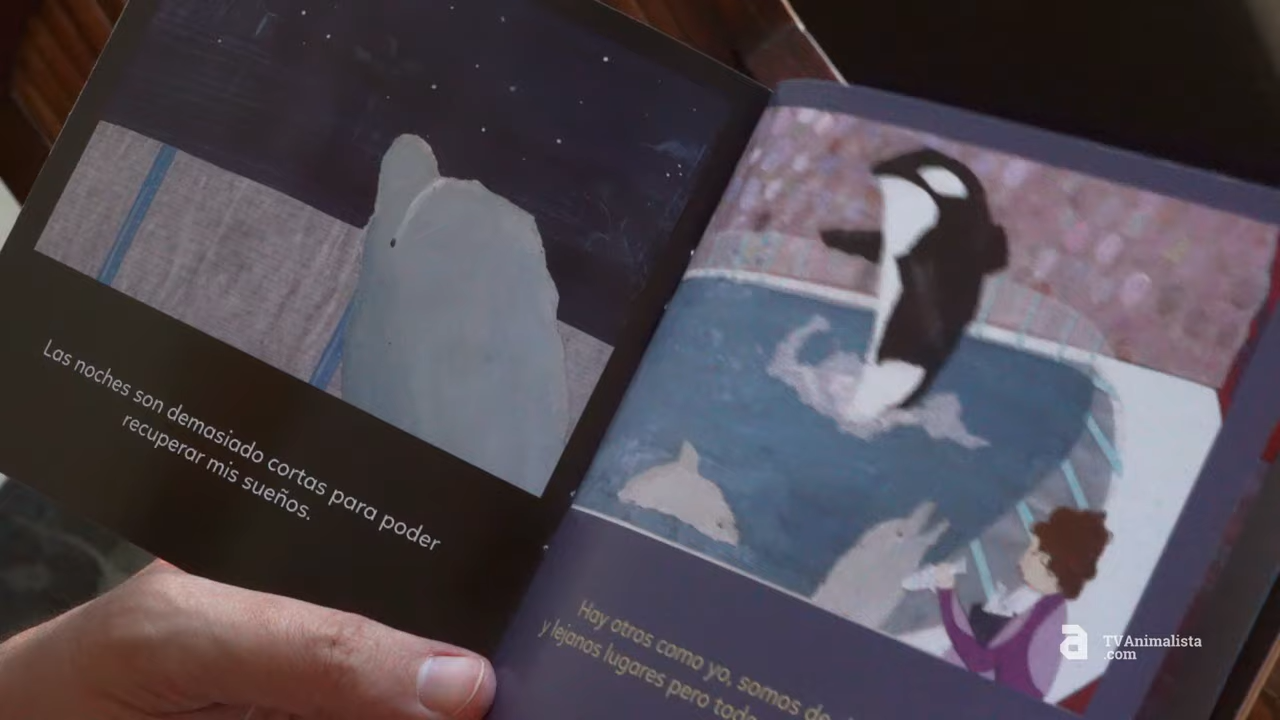 Las noches son demasiado cortas para poder
recuperar mis sueños.
Hay otros como yo, somos
y lejanos lugares pero
TVAnimalista
.com